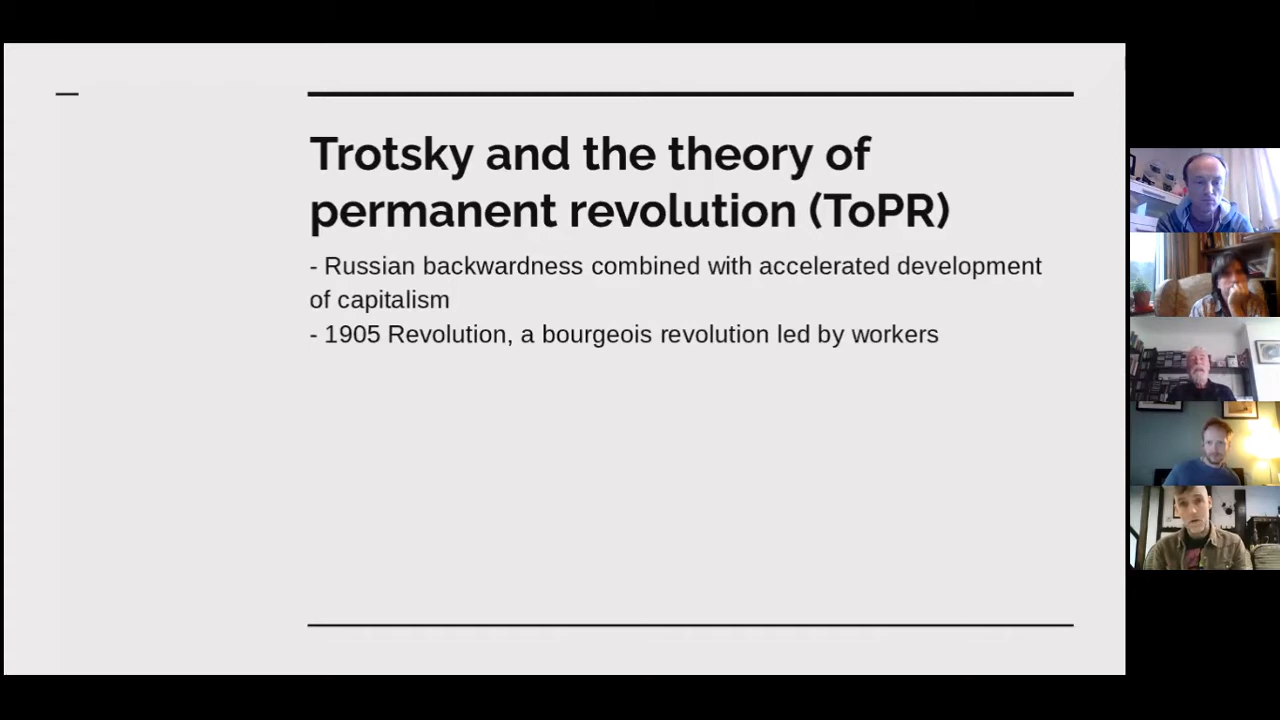 Trotsky and the theory of
permanent revolution (ToPR)
- Russian backwardness combined with accelerated development
of capitalism
- 1905 Revolution, a bourgeois revolution led by workers